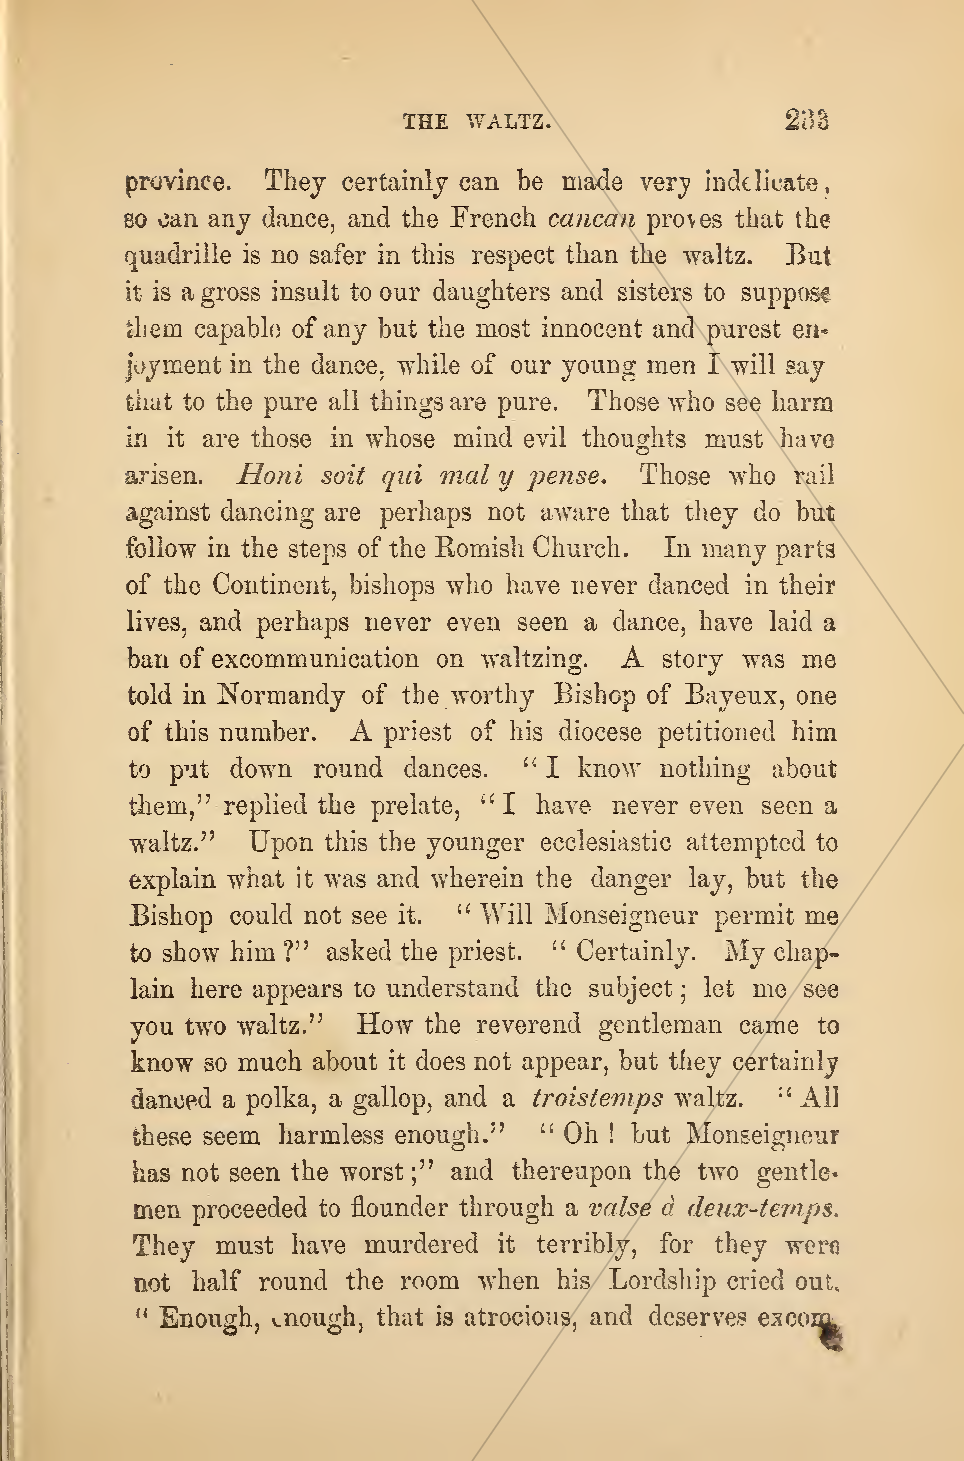 THE WALTZ. 233
province. They certainly can be made very indelicate,
so can any dance, and the French cancan proves that the
quadrille is no safer in this respect than the waltz. But
it is a gross insult to our daughters and sisters to suppose
them capable of any but the most innocent and purest en-
joyment in the dance, while of our young men I will say
that to the pure all things are pure. Those who see harm
in it are those in whose mind evil thoughts must have
arisen. Honi soit qui mal y pense. Those who rail
against dancing are perhaps not aware that they do but
follow in the steps of the Romish Church. In many parts
of the Continent, bishops who have never danced in their
lives, and perhaps never even seen a dance, have laid a
ban of excommunication on waltzing. A story was me
told in Normandy of the worthy Bishop of Bayeux, one
of this number. A priest of his diocese petitioned him
to put down round dances. “ I know nothing about
them,” replied the prelate, “ I have never even seen a
waltz.” Upon this the younger ecclesiastic attempted to
explain what it was and wherein the danger lay, but the
Bishop could not see it. “ Will Monseigneur permit me
to show him ?” asked the priest. “ Certainly. My chap-
lain here appears to understand the subject ; let me see
you two waltz.” How the reverend gentleman came to
know so much about it does not appear, but they certainly
danced a polka, a gallop, and a troistemps waltz. “ All
these seem harmless enough.” “ Oh ! but Monseigneur
has not seen the worst ;” and thereupon the two gentle-
men proceeded to flounder through a valse à deux-temps.
They must have murdered it terribly, for they were
not half round the room when his Lordship cried out,
“ Enough, enough, that is atrocious, and deserves excom